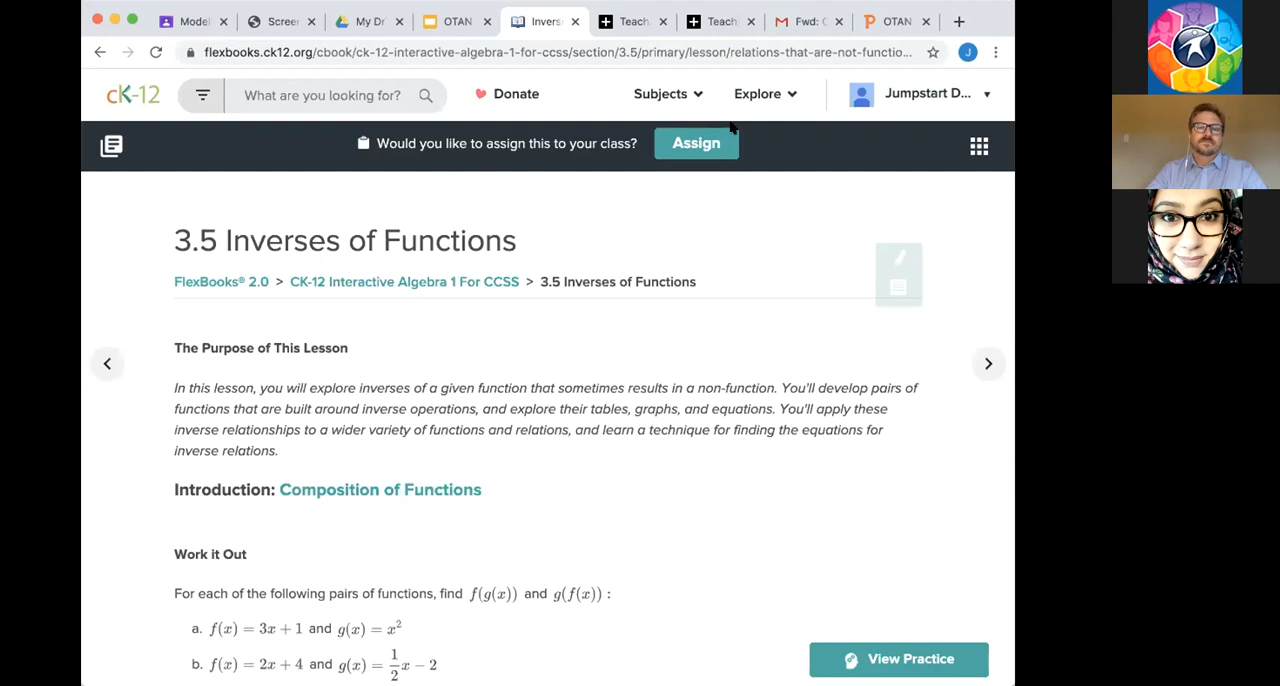 Model Screen My Dr OTAN Invers Teach Teach Fwd: C OTAN
flexbooks.ck12.org/cbook/ck-12-interactive-algebra-1-for-ccss/section/3.5/primary/lesson/relations-that-are-not-functio... J
cK-12 What are you looking for? Donate Subjects Explore Jumpstart D...
Would you like to assign this to your class? Assign
3.5 Inverses of Functions
FlexBooks® 2.0 > CK-12 Interactive Algebra 1 For CCSS > 3.5 Inverses of Functions
The Purpose of This Lesson
In this lesson, you will explore inverses of a given function that sometimes results in a non-function. You'll develop pairs of
functions that are built around inverse operations, and explore their tables, graphs, and equations. You'll apply these
inverse relationships to a wider variety of functions and relations, and learn a technique for finding the equations for
inverse relations.
Introduction: Composition of Functions
Work it Out
For each of the following pairs of functions, find f(g(x)) and g(f(x)) :
a. f(x) = 3x + 1 and g(x) = x²
b. f(x) = 2x + 4 and g(x) = 1/2 x − 2
View Practice